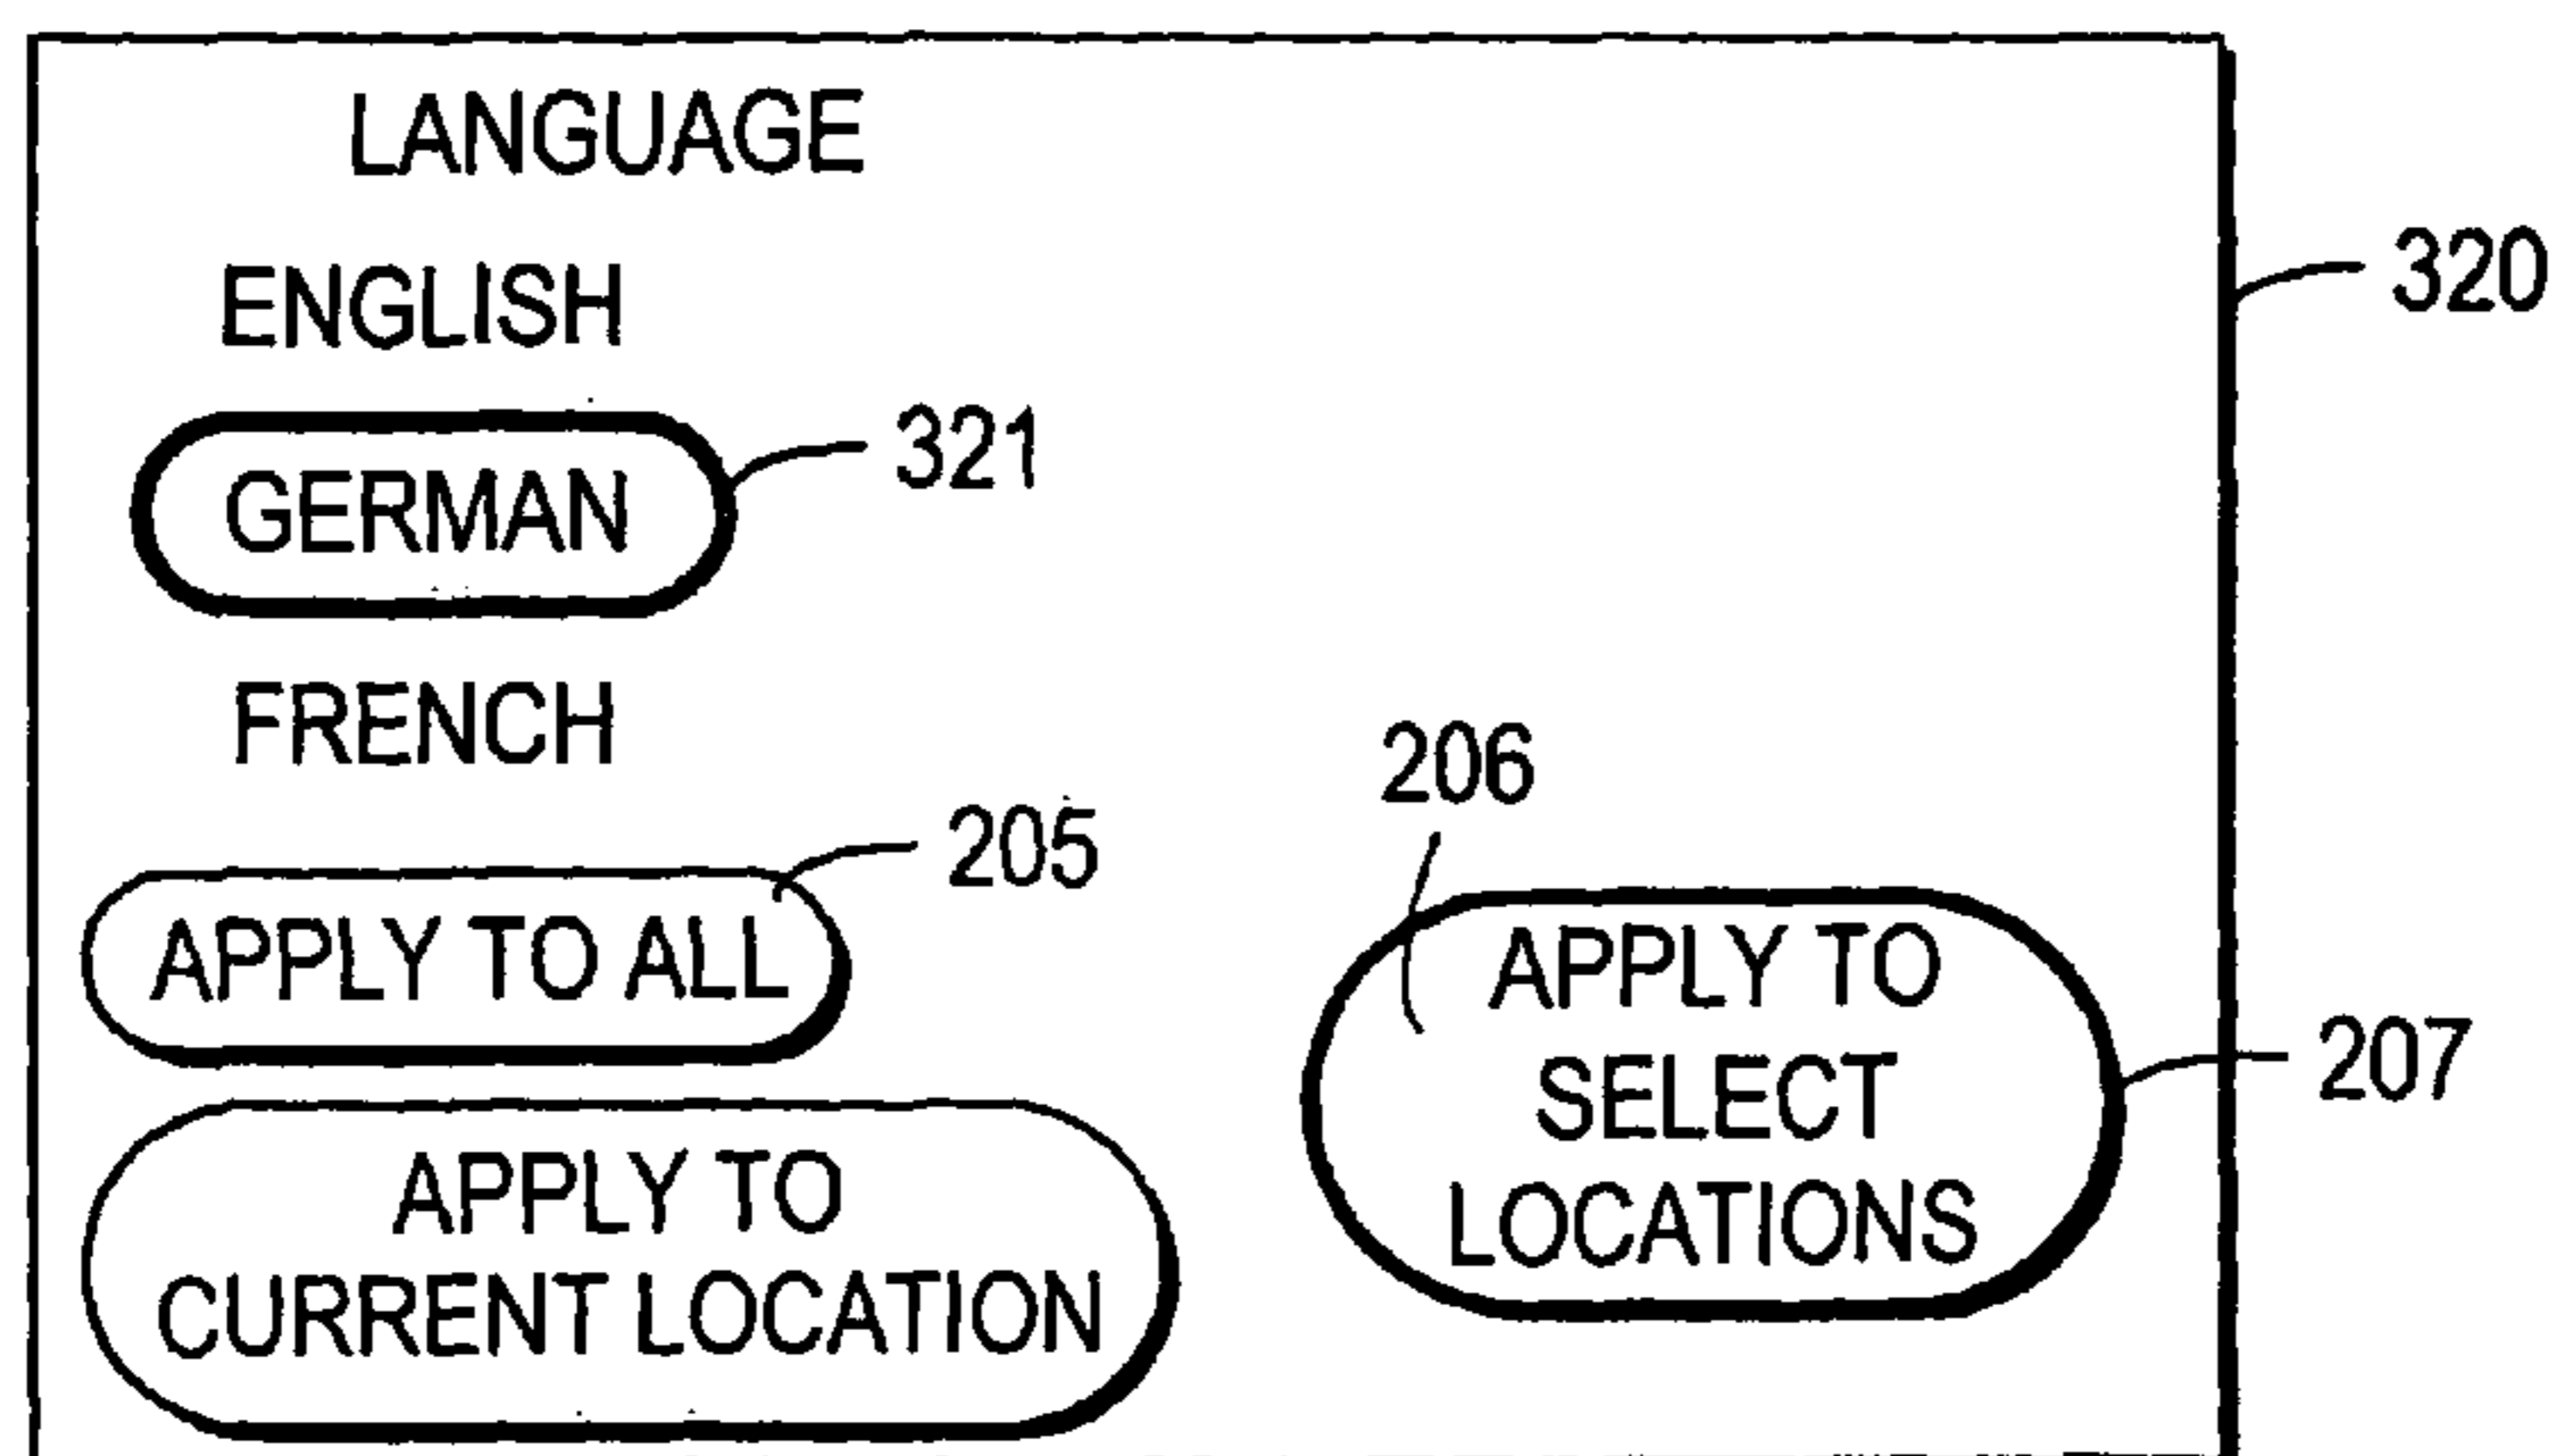 LANGUAGE
ENGLISH
320
321
GERMAN
FRENCH
206
205
APPLY TO ALL
APPLY TO
SELECT
LOCATIONS
207
APPLY TO
CURRENT LOCATION